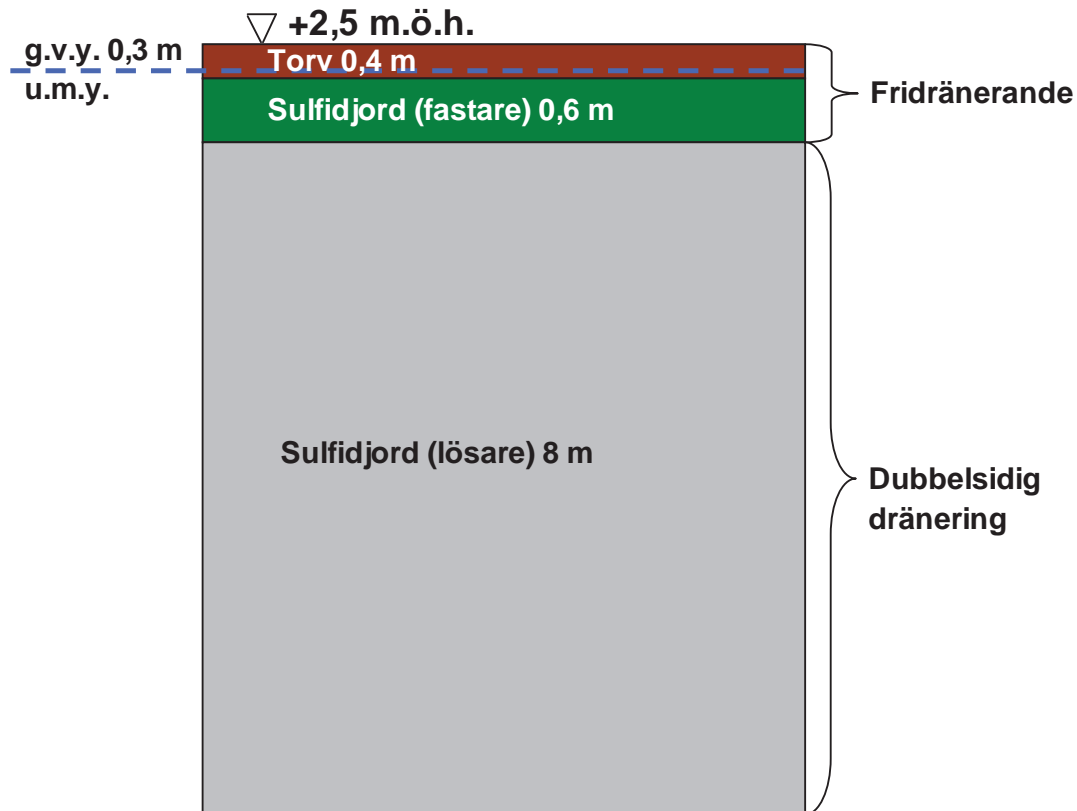 +2,5 m.ö.h.
g.v.y. 0,3 m
u.m.y.
Torv 0,4 m
Sulfidjord (fastare) 0,6 m
Fridränerande
Sulfidjord (lösare) 8 m
Dubbelsidig
dränering